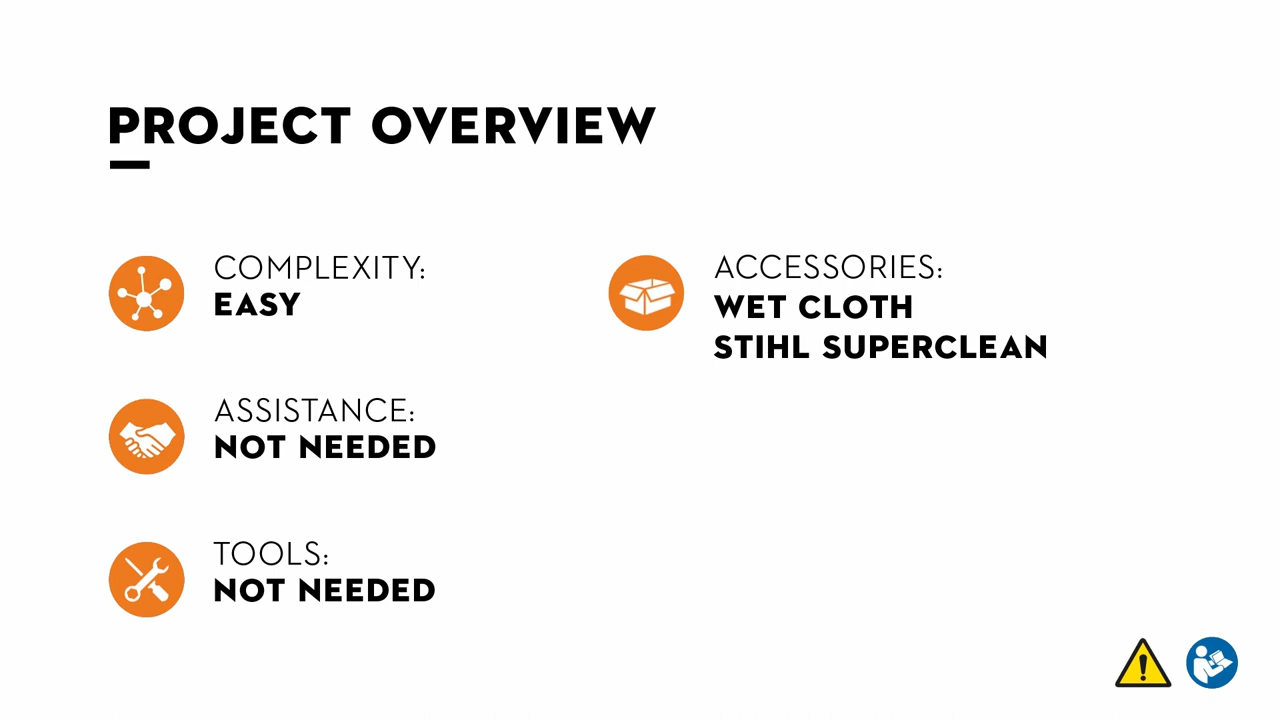 PROJECT OVERVIEW
COMPLEXITY:
EASY
ASSISTANCE:
NOT NEEDED
TOOLS:
NOT NEEDED
ACCESSORIES:
WET CLOTH
STIHL SUPERCLEAN